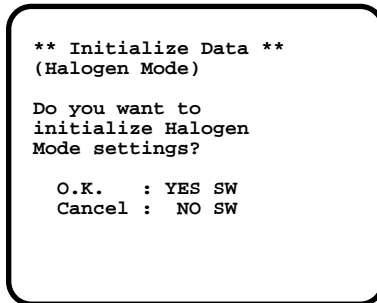 ** Initialize Data **
(Halogen Mode)
Do you want to
initialize Halogen
Mode settings?
O.K. : YES SW
Cancel : NO SW